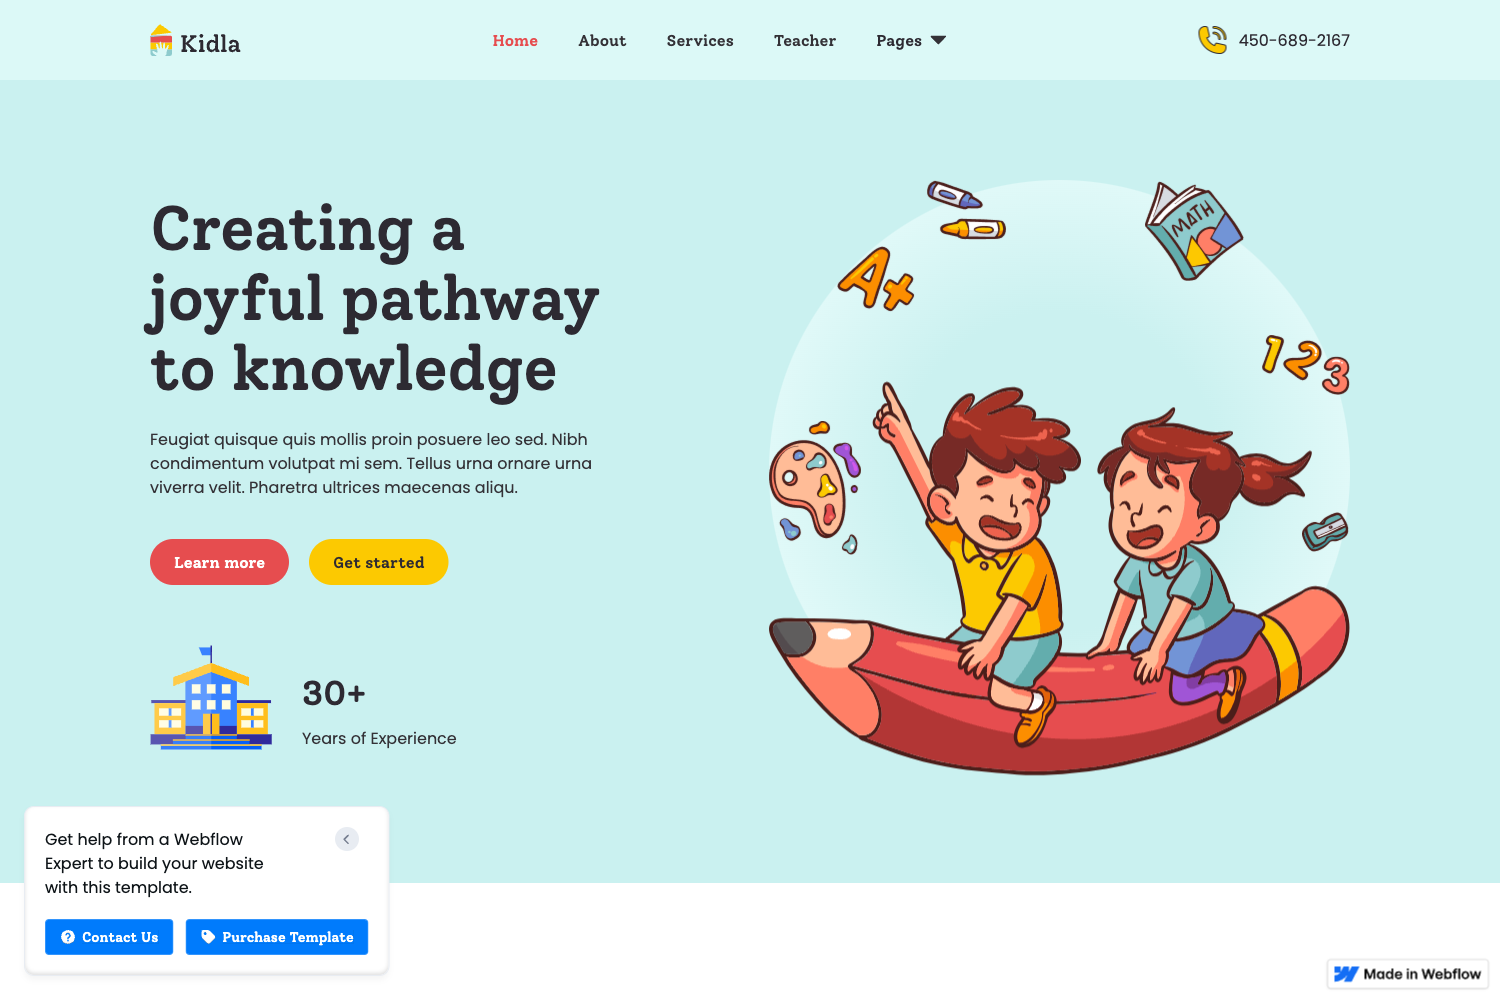 Kidla
Home About Services Teacher Pages
450-689-2167
Creating a
joyful pathway
to knowledge
Feugiat quisque quis mollis proin posuere leo sed. Nibh
condimentum volutpat mi sem. Tellus urna ornare urna
viverra velit. Pharetra ultrices maecenas aliqu.
Learn more Get started
30+
Years of Experience
A+
MATH
1 2 3
Get help from a Webflow
Expert to build your website
with this template.
Contact Us Purchase Template
Made in Webflow